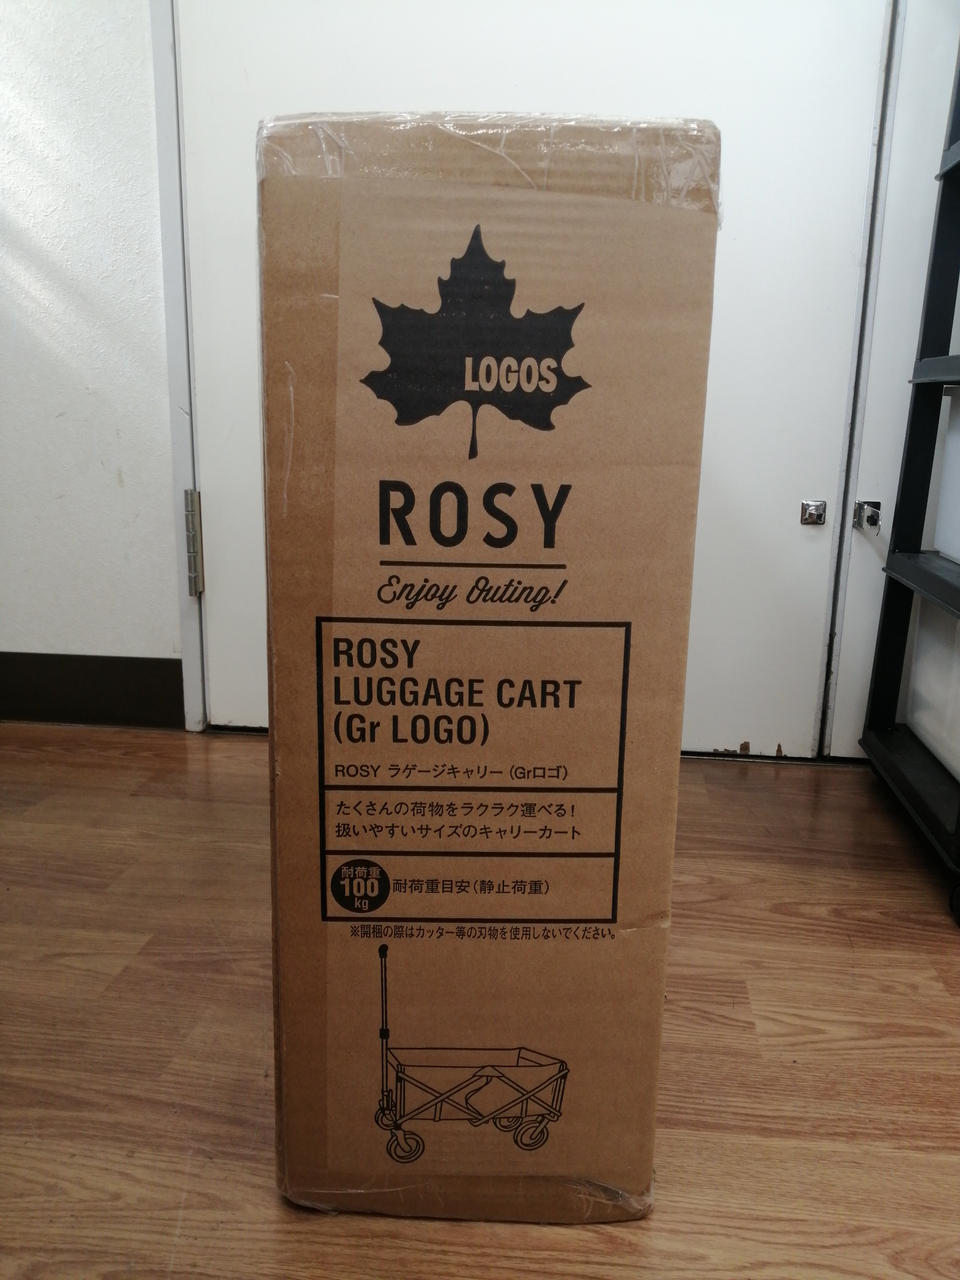 LOGOS
ROSY
Enjoy Outing!
ROSY
LUGGAGE CART
(Gr LOGO)
ROSY ラゲージキャリー (Grロゴ)
たくさんの荷物をラクラク運べる!
扱いやすいサイズのキャリーカート
耐荷重
100
kg
耐荷重目安(静止荷重)
※開梱の際はカッター等の刃物を使用しないでください。